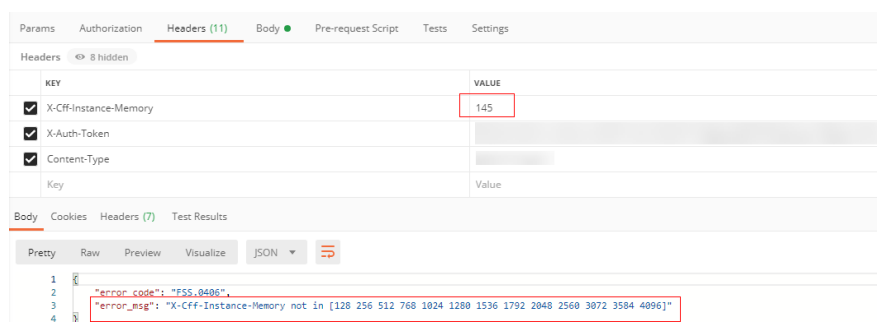 Params Authorization Headers (11) Body Pre-request Script Tests Settings
Headers 8 hidden
KEY VALUE
X-Cff-Instance-Memory 145
X-Auth-Token
Content-Type
Key Value
Body Cookies Headers (7) Test Results
Pretty Raw Preview Visualize JSON
1 {
2 "error_code": "FSS.0406",
3 "error_msg": "X-Cff-Instance-Memory not in [128 256 512 768 1024 1280 1536 1792 2048 2560 3072 3584 4096]"
4 }